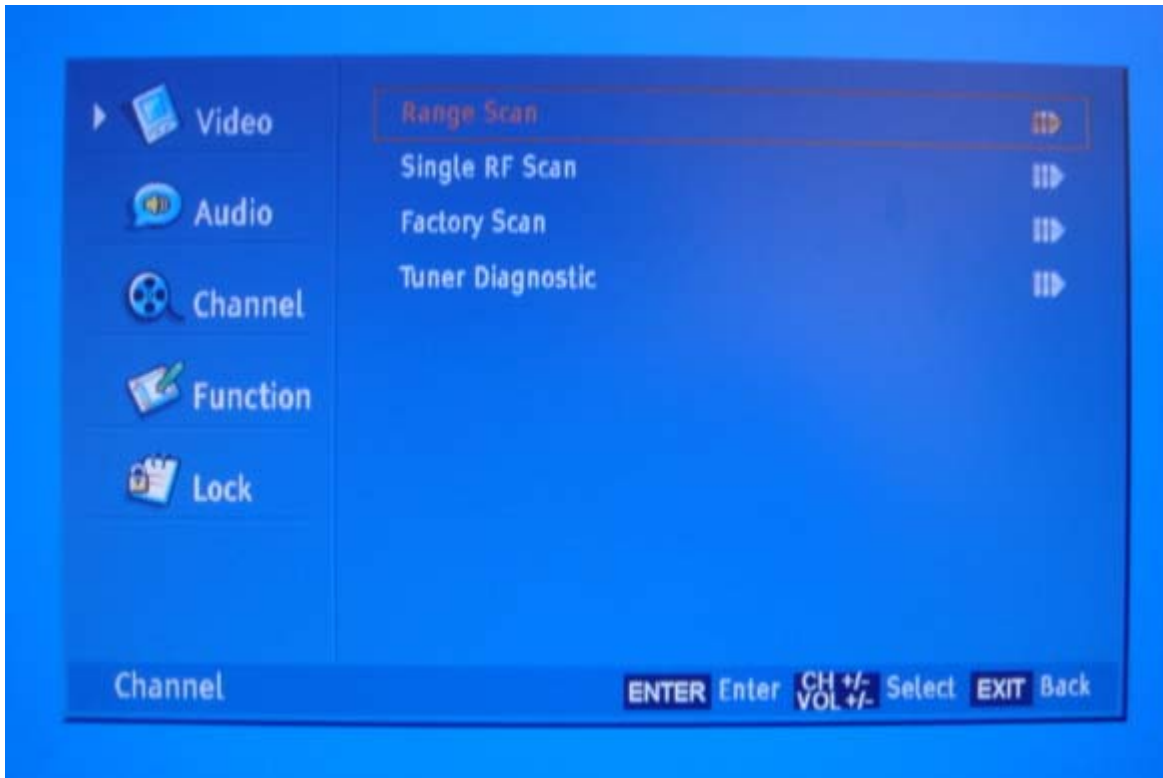 Video
Audio
Channel
Function
Lock
Range Scan
Single RF Scan
Factory Scan
Tuner Diagnostic
Channel
ENTER Enter CH +/- VOL +/- Select EXIT Back